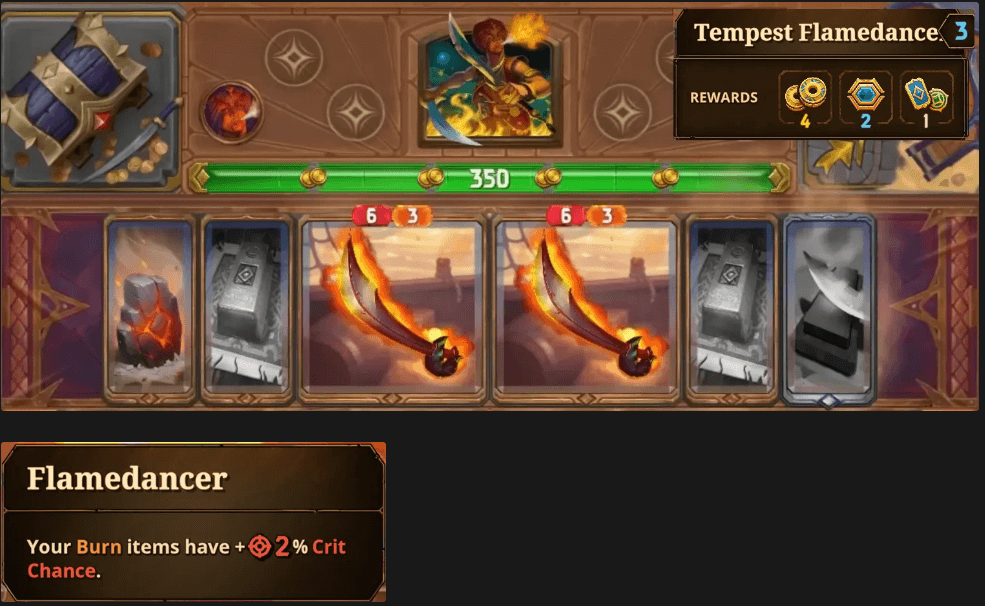 Tempest Flamedance
3
REWARDS
4
2
1
350
6 3
6 3
Flamedancer
Your Burn items have + 2% Crit
Chance.